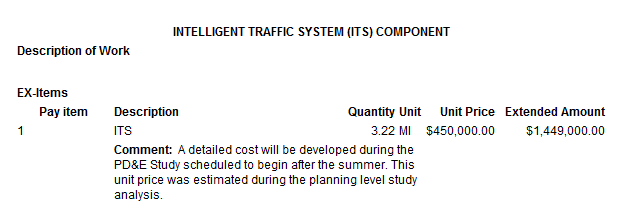 INTELLIGENT TRAFFIC SYSTEM (ITS) COMPONENT
Description of Work
EX-Items
Pay item Description Quantity Unit Unit Price Extended Amount
1 ITS 3.22 MI $450,000.00 $1,449,000.00
Comment: A detailed cost will be developed during the
PD&E Study scheduled to begin after the summer. This
unit price was estimated during the planning level study
analysis.